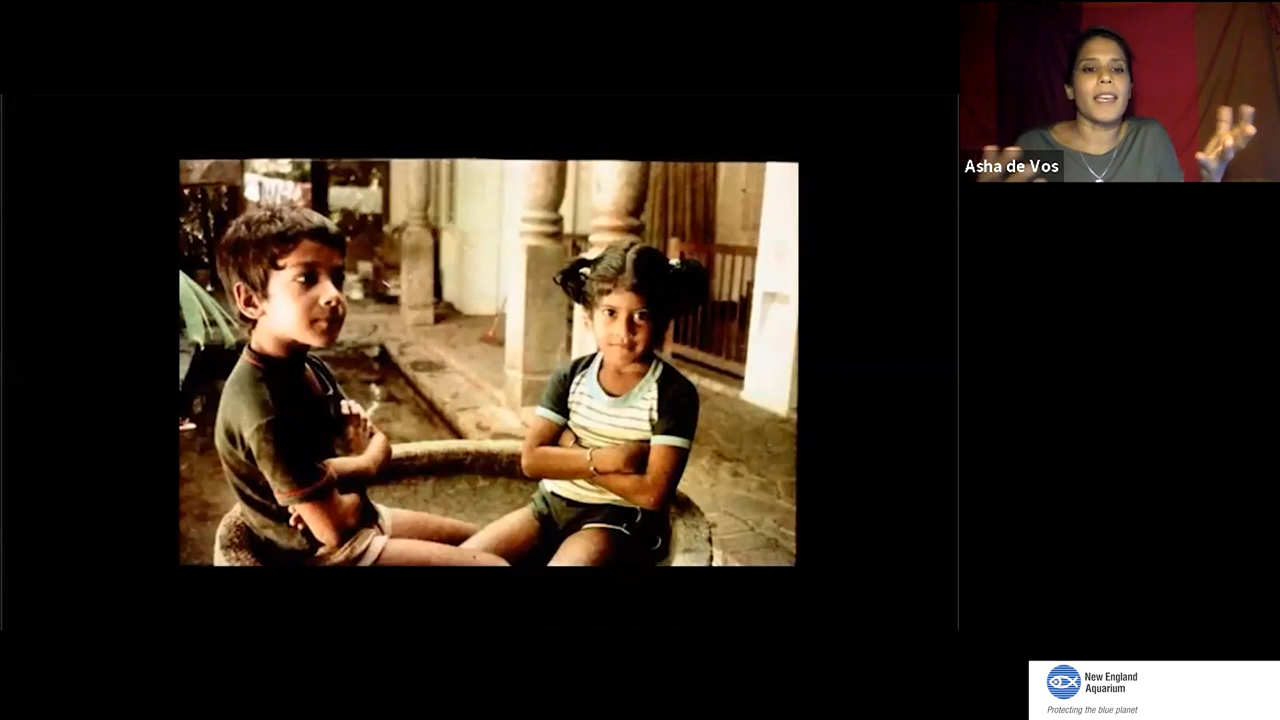 Asha de Vos
New England
Aquarium
Protecting the blue planet